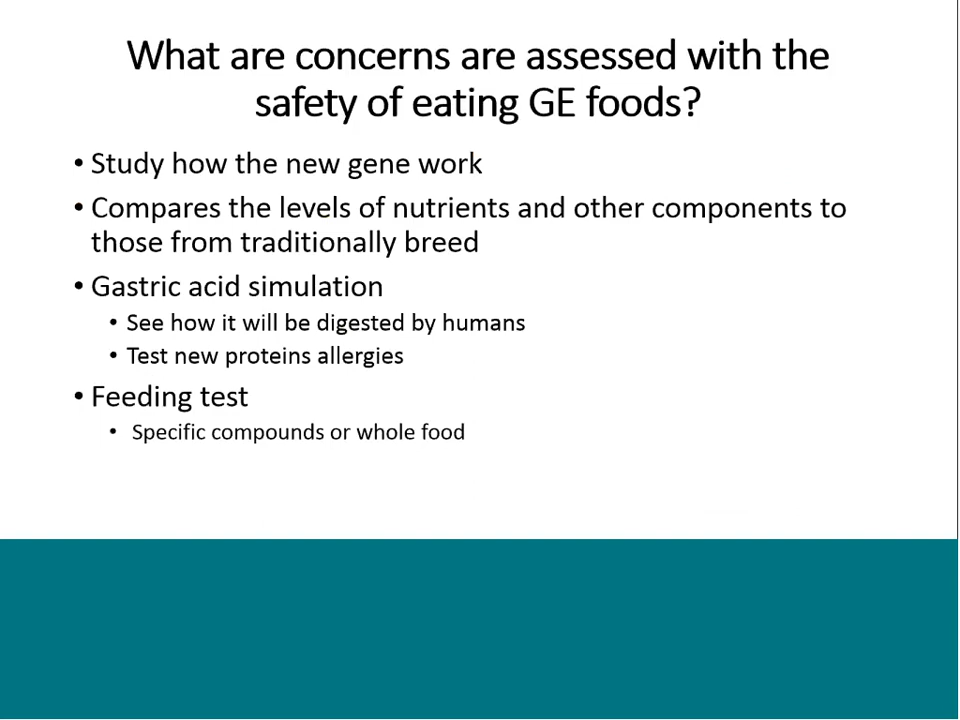 What are concerns are assessed with the
safety of eating GE foods?
• Study how the new gene work
• Compares the levels of nutrients and other components to
those from traditionally breed
• Gastric acid simulation
• See how it will be digested by humans
• Test new proteins allergies
• Feeding test
• Specific compounds or whole food